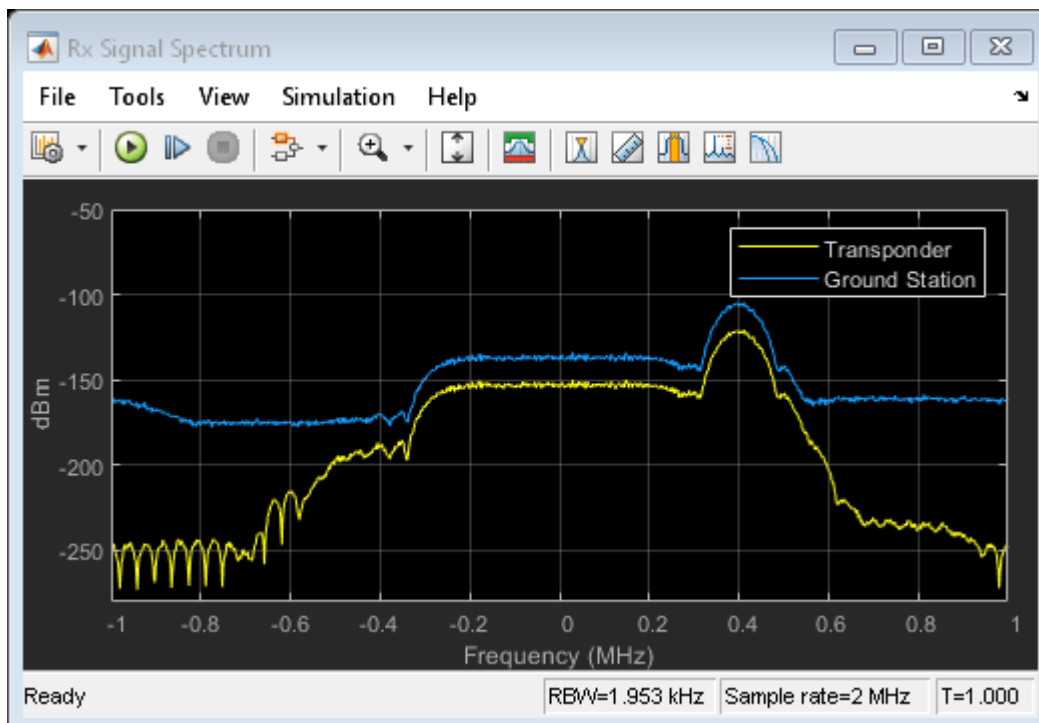 Rx Signal Spectrum
File Tools View Simulation Help
-50
-100
-150
-200
-250
dBm
Transponder
Ground Station
-1 -0.8 -0.6 -0.4 -0.2 0 0.2 0.4 0.6 0.8 1
Frequency (MHz)
Ready RBW=1.953 kHz Sample rate=2 MHz T=1.000